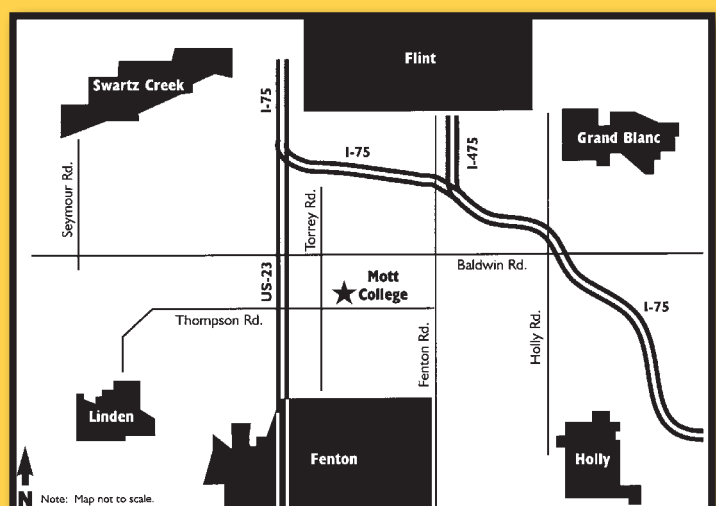 Flint
Swartz Creek
I-75
Grand Blanc
I-475
I-75
Seymour Rd.
Torrey Rd.
Baldwin Rd.
US-23
Mott
College
I-75
Thompson Rd.
Fenton Rd.
Holly Rd.
Linden
Fenton
Holly
N
Note: Map not to scale.